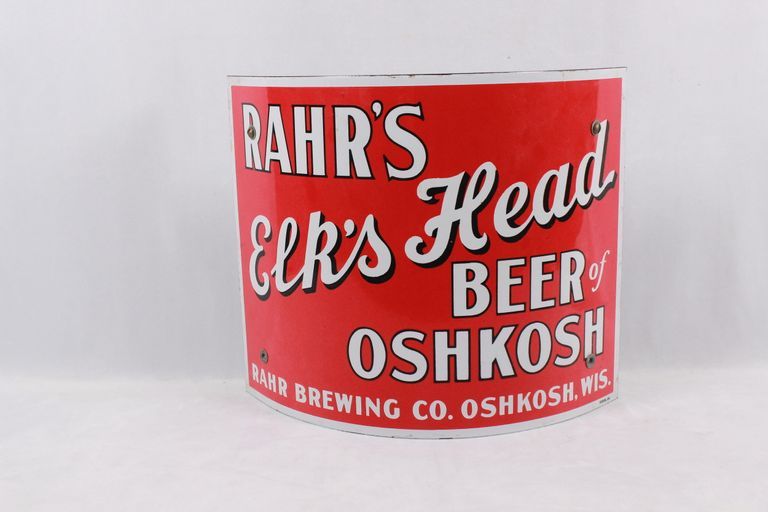 RAHR'S
Elk's Head
BEER of
OSHKOSH
RAHR BREWING CO. OSHKOSH, WIS.